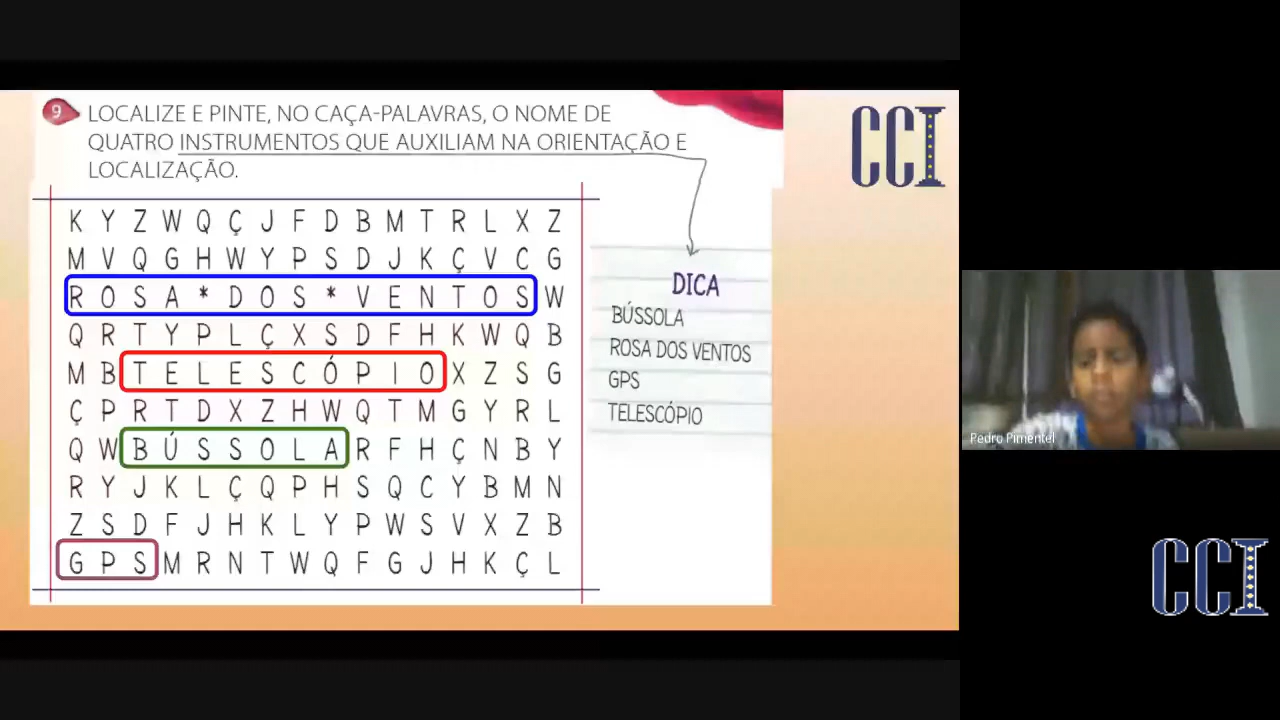 9 LOCALIZE E PINTE, NO CAÇA-PALAVRAS, O NOME DE
QUATRO INSTRUMENTOS QUE AUXILIAM NA ORIENTAÇÃO E
LOCALIZAÇÃO.
CCI
K Y Z W Q Ç J F D B M T R L X Z
M V Q G H W Y P S D J K Ç V C G
R O S A * D O S * V E N T O S W
Q R T Y P L Ç X S D F H K W Q B
M B T E L E S C Ó P I O X Z S G
Ç P R T D X Z H W Q T M G Y R L
Q W B Ú S S O L A R F H Ç N B Y
R Y J K L Ç Q P H S Q C Y B M N
Z S D F J H K L Y P W S V X Z B
G P S M R N T W Q F G J H K Ç L
DICA
BÚSSOLA
ROSA DOS VENTOS
GPS
TELESCÓPIO
Pedro Pimentel
CCI